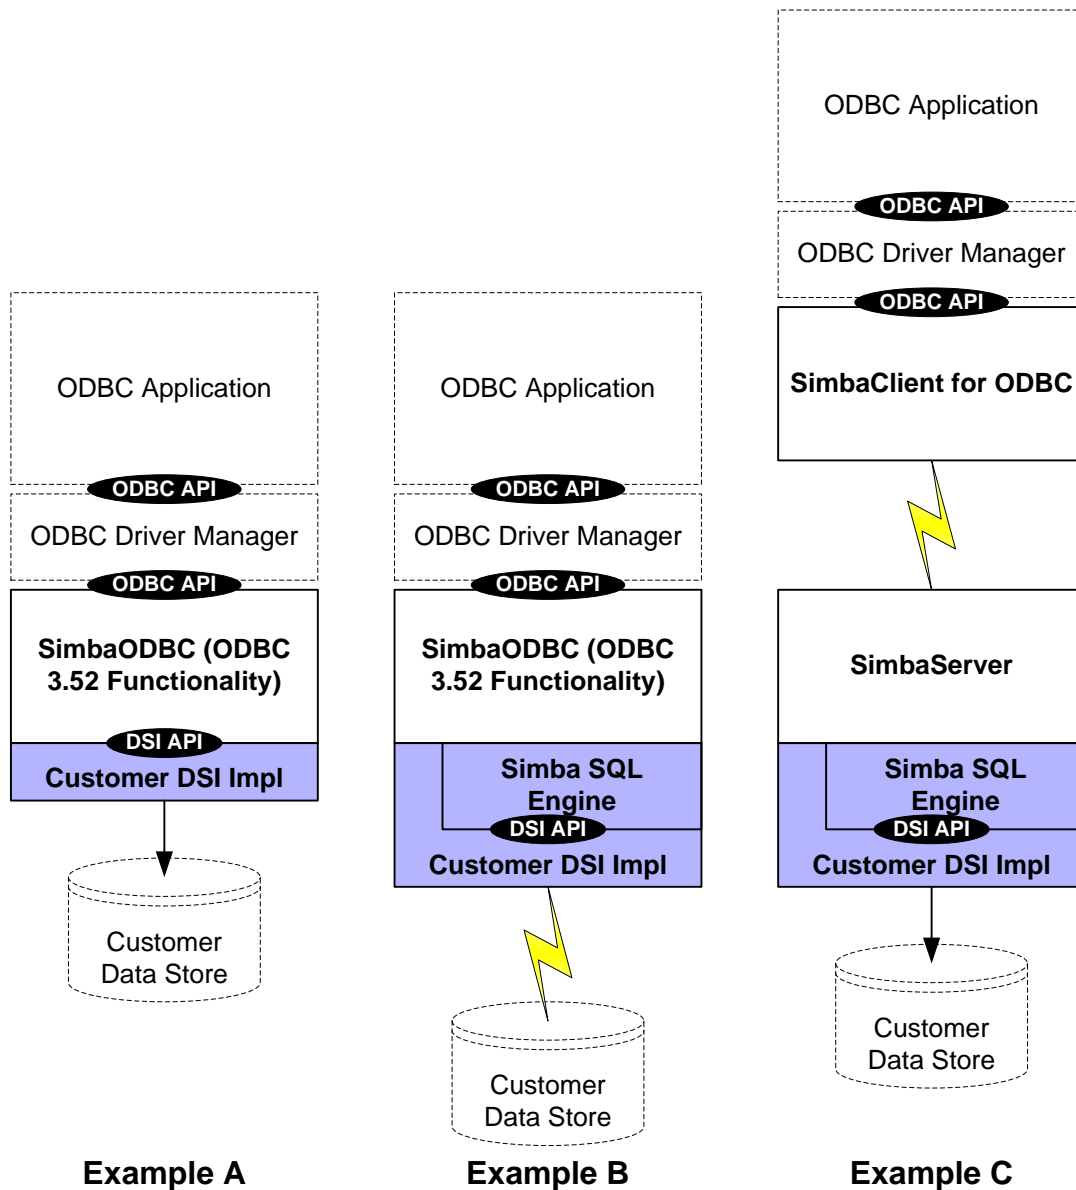 ODBC Application
ODBC API
ODBC Driver Manager
ODBC API
SimbaODBC (ODBC
3.52 Functionality)
DSI API
Customer DSI Impl
Customer
Data Store
Example A
ODBC Application
ODBC API
ODBC Driver Manager
ODBC API
SimbaODBC (ODBC
3.52 Functionality)
Simba SQL
Engine
DSI API
Customer DSI Impl
Customer
Data Store
Example B
ODBC Application
ODBC API
ODBC Driver Manager
ODBC API
SimbaClient for ODBC
SimbaServer
Simba SQL
Engine
DSI API
Customer DSI Impl
Customer
Data Store
Example C